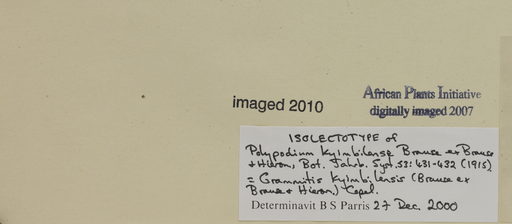 imaged 2010
African Plants Initiative
digitally imaged 2007
ISOLECTOTYPE of
Polypodium kyimbilense Brause ex Brause
& Hieron, Bot. Jahrb. Syst. 53: 431-432 (1915)
= Grammitis kyimbilensis (Brause ex
Brause & Hieron.) Copel.
Determinavit B S Parris 27 Dec. 2000